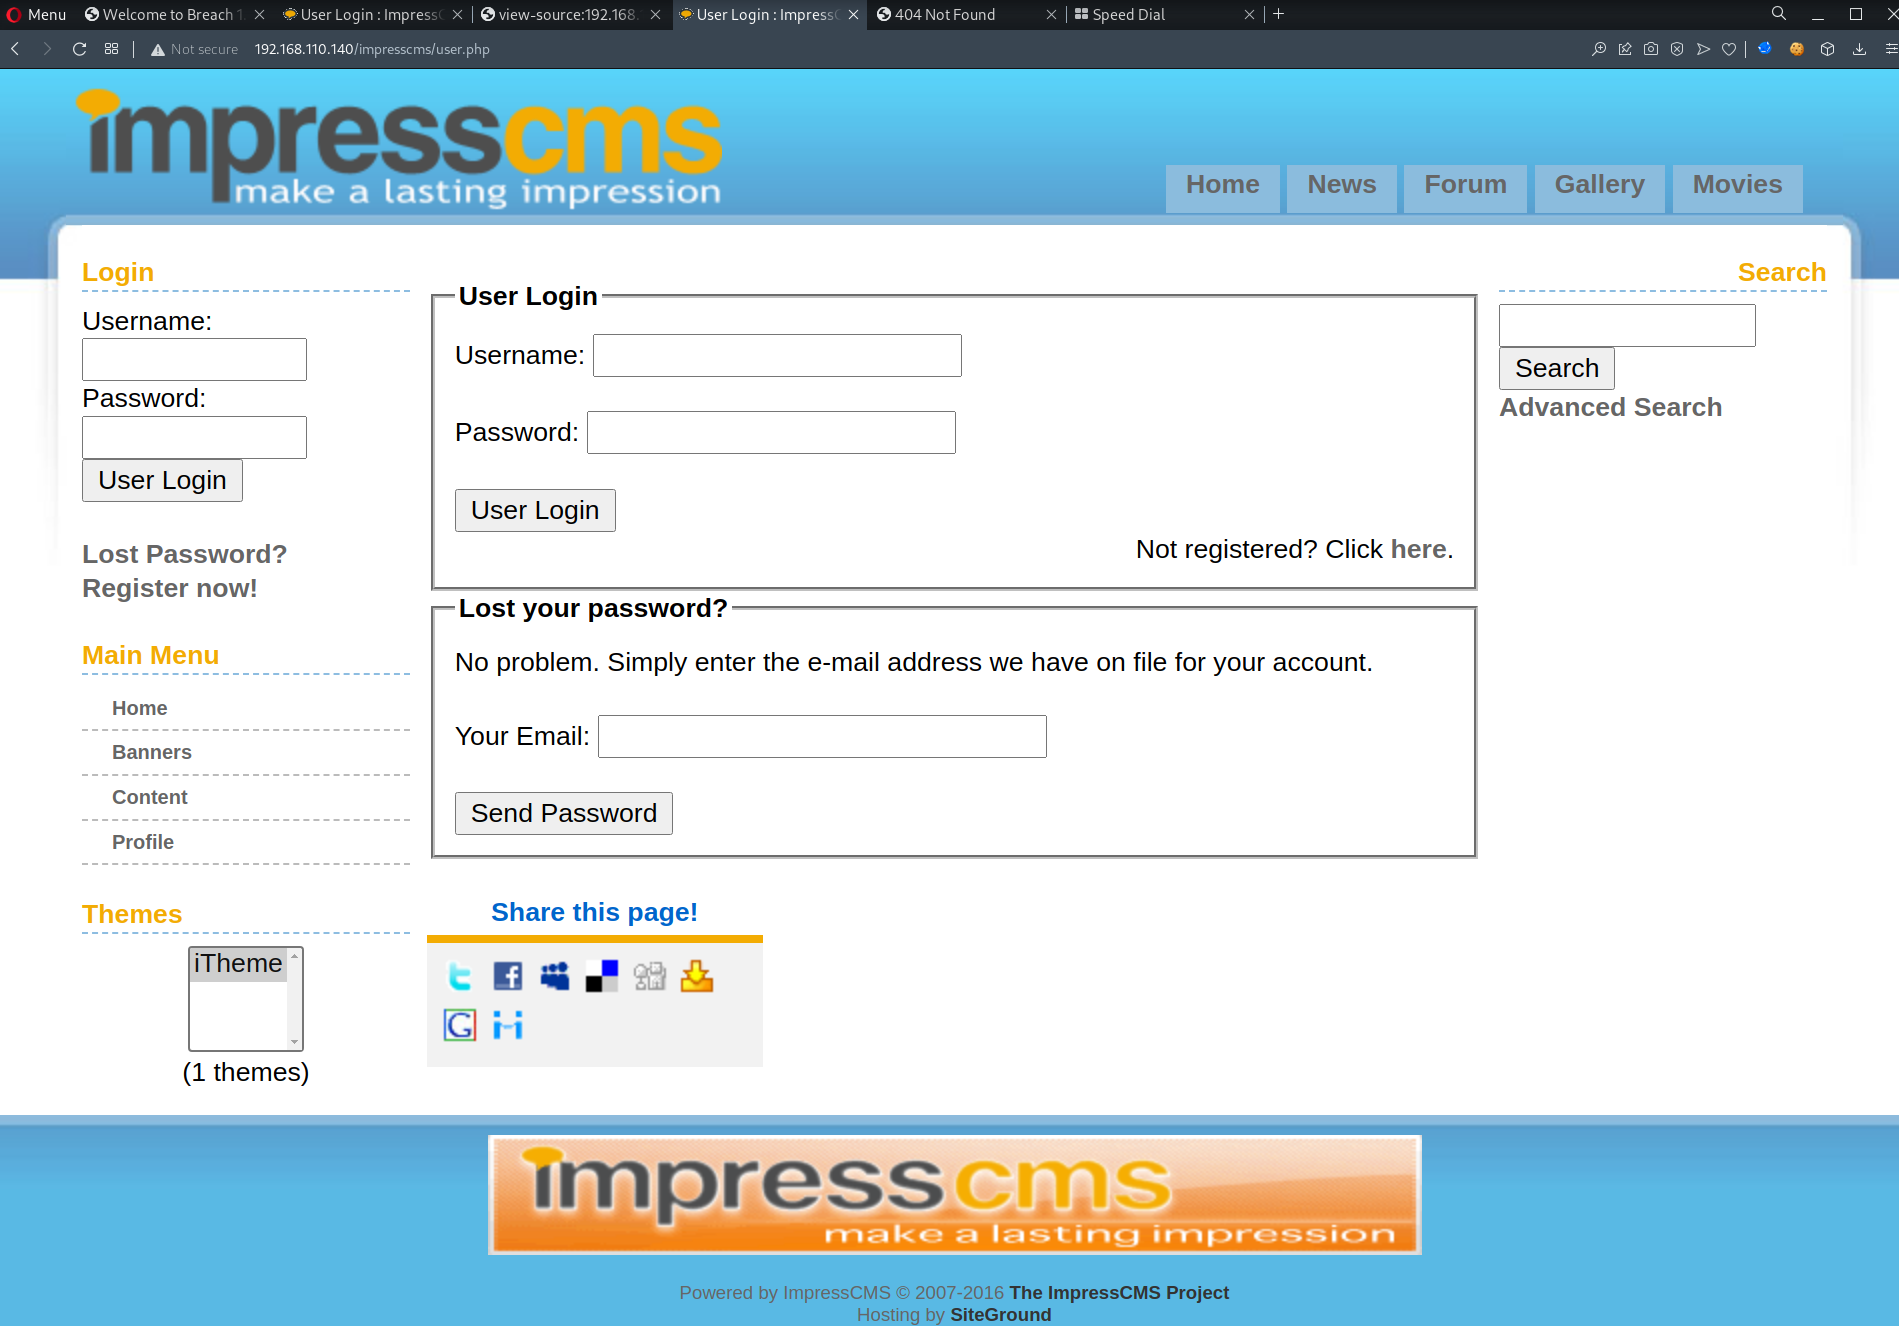 Menu
Welcome to Breach 1.
User Login : ImpressC
view-source:192.168.
User Login : ImpressC
404 Not Found
Speed Dial
Not secure 192.168.110.140/impresscms/user.php
impresscms
make a lasting impression
Home News Forum Gallery Movies
Login
Username:
Password:
User Login
Lost Password?
Register now!
Main Menu
Home
Banners
Content
Profile
Themes
iTheme
(1 themes)
User Login
Username:
Password:
User Login
Not registered? Click here.
Lost your password?
No problem. Simply enter the e-mail address we have on file for your account.
Your Email:
Send Password
Share this page!
G
Search
Search
Advanced Search
impresscms
make a lasting impression
Powered by ImpressCMS © 2007-2016 The ImpressCMS Project
Hosting by SiteGround